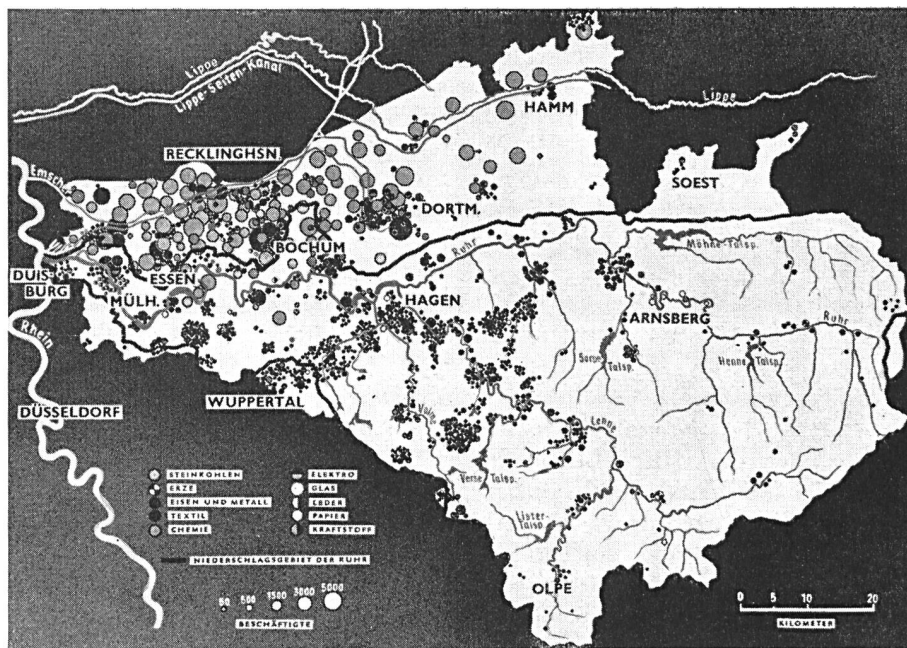 Lippe
Lippe-Seiten-Kanal
Lippe
HAMM
RECKLINGHSN.
Emscher
SOEST
DORTM.
BOCHUM
Ruhr
Möhne-Talsp.
DUIS-
BURG
ESSEN
MÜLH.
HAGEN
ARNSBERG
Ruhr
Rhein
Sorpe Talsp.
Henne Talsp.
WUPPERTAL
DÜSSELDORF
Volme
Lenne
Verse Talsp.
Lister-
Talsp.
OLPE
STEINKOHLEN
ERZE
EISEN UND METALL
TEXTIL
CHEMIE
ELEKTRO
GLAS
LEDER
PAPIER
KRAFTSTOFF
NIEDERSCHLAGSGEBIET DER RUHR
50 500 1500 3000 5000
BESCHÄFTIGTE
0 5 10 20
KILOMETER